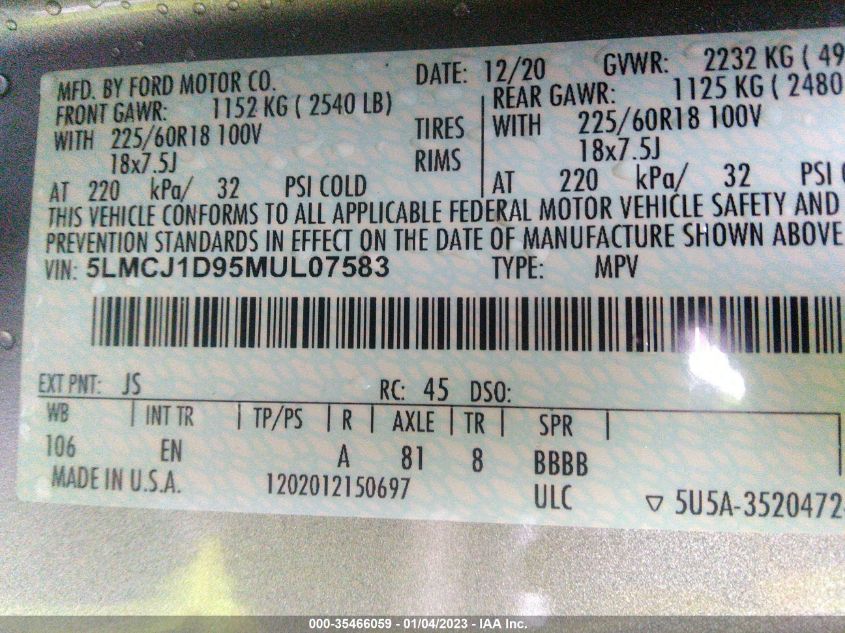 MFD. BY FORD MOTOR CO. DATE: 12/20 GVWR: 2232 KG ( 49
FRONT GAWR: 1152 KG ( 2540 LB) REAR GAWR: 1125 KG ( 2480
WITH 225/60R18 100V TIRES WITH 225/60R18 100V
18x7.5J RIMS 18x7.5J
AT 220 kPa/ 32 PSI COLD AT 220 kPa/ 32 PSI
THIS VEHICLE CONFORMS TO ALL APPLICABLE FEDERAL MOTOR VEHICLE SAFETY AND
PREVENTION STANDARDS IN EFFECT ON THE DATE OF MANUFACTURE SHOWN ABOVE
VIN: 5LMCJ1D95MUL07583 TYPE: MPV
EXT PNT: JS RC: 45 DSO:
WB | INT TR | TP/PS | R | AXLE | TR | SPR |
106 EN A 81 8 BBBB
MADE IN U.S.A. 1202012150697 ULC ▽ 5U5A-3520472-
000-35466059 - 01/04/2023 - IAA Inc.